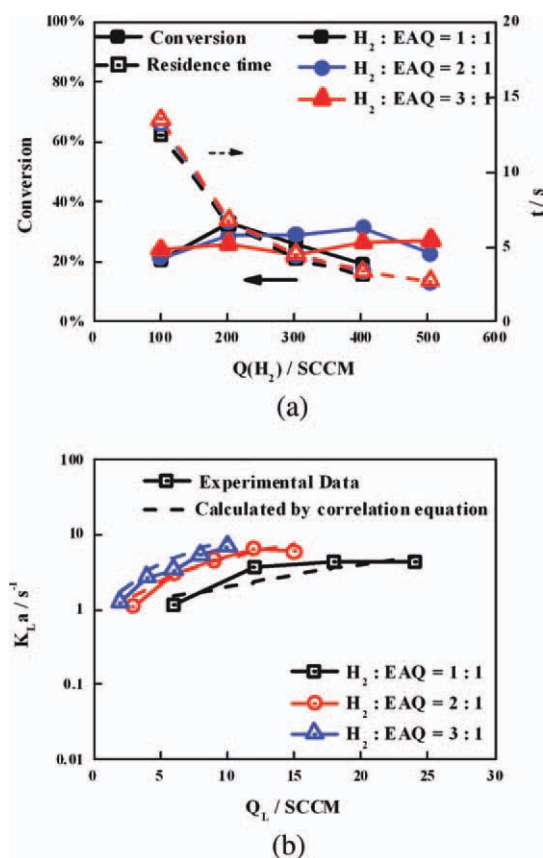 Conversion
Residence time
H2 : EAQ = 1 : 1
H2 : EAQ = 2 : 1
H2 : EAQ = 3 : 1
100%
80%
60%
40%
20%
0%
Conversion
20
15
10
5
0
t / s
100 200 300 400 500 600
Q(H2) / SCCM
(a)
Experimental Data
Calculated by correlation equation
100
10
1
0.1
0.01
KLa / s-1
H2 : EAQ = 1 : 1
H2 : EAQ = 2 : 1
H2 : EAQ = 3 : 1
0 5 10 15 20 25 30
QL / SCCM
(b)